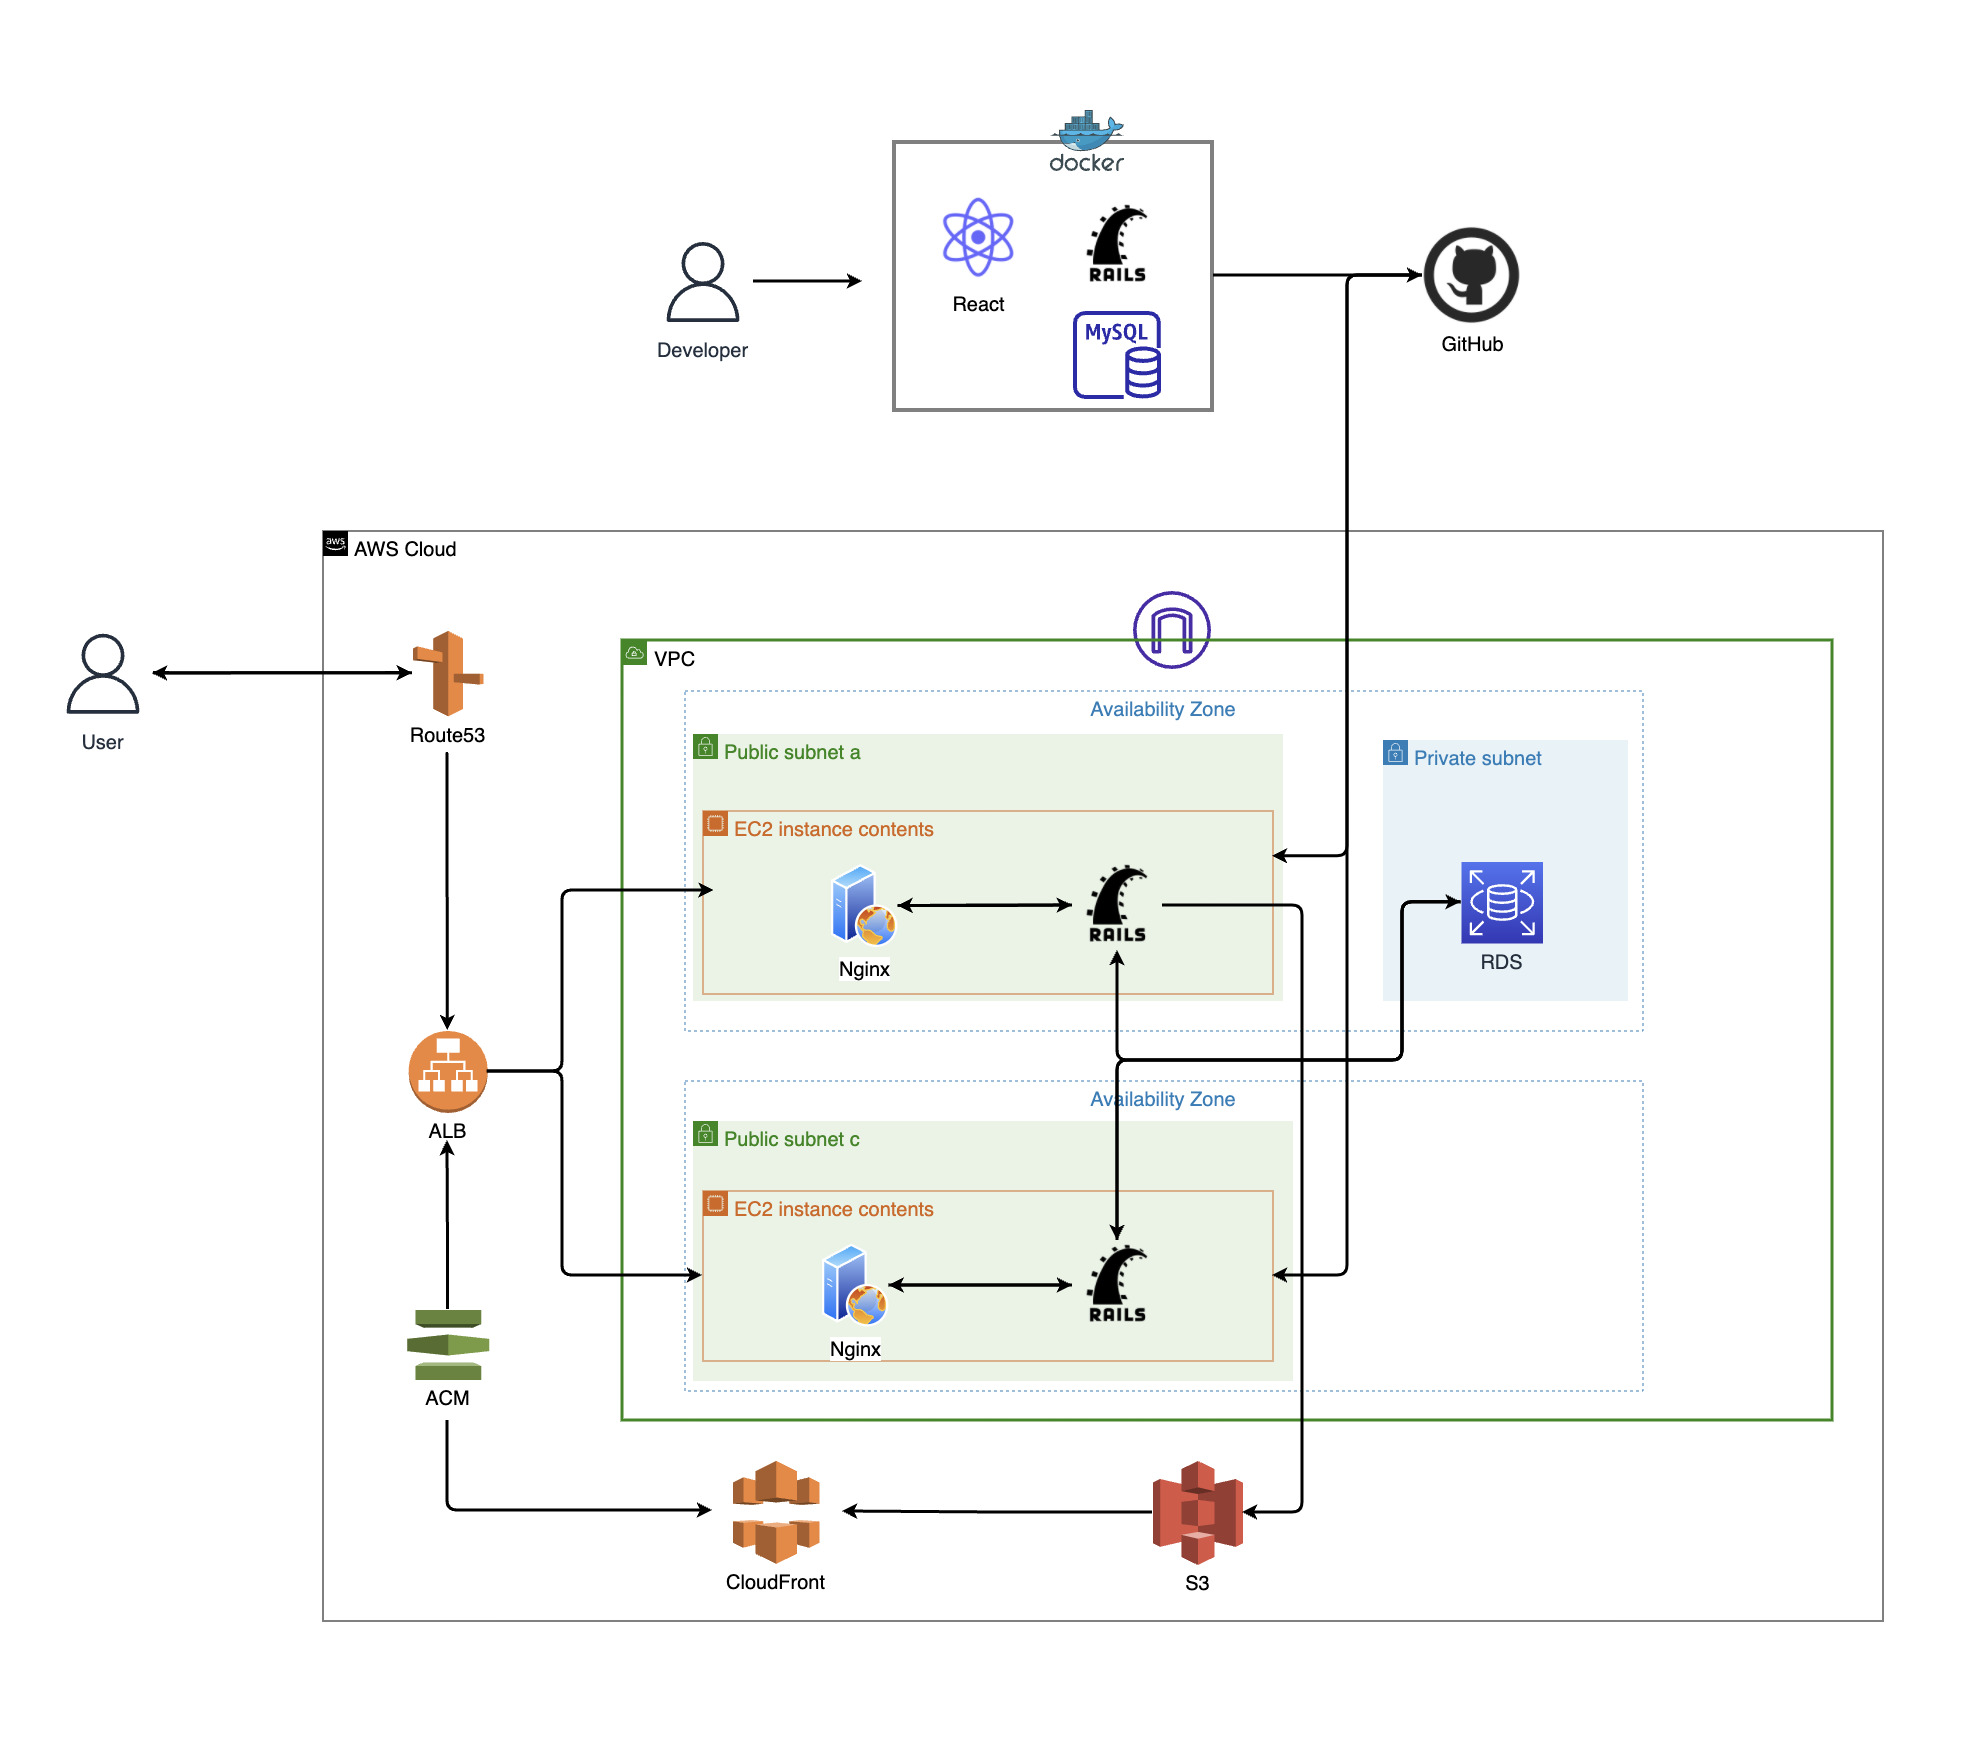 docker
RAILS
React
MySQL
Developer
GitHub
aws
AWS Cloud
VPC
User
Route53
Availability Zone
Public subnet a
Private subnet
EC2 instance contents
RAILS
Nginx
RDS
Availability Zone
ALB
Public subnet c
EC2 instance contents
RAILS
Nginx
ACM
CloudFront
S3